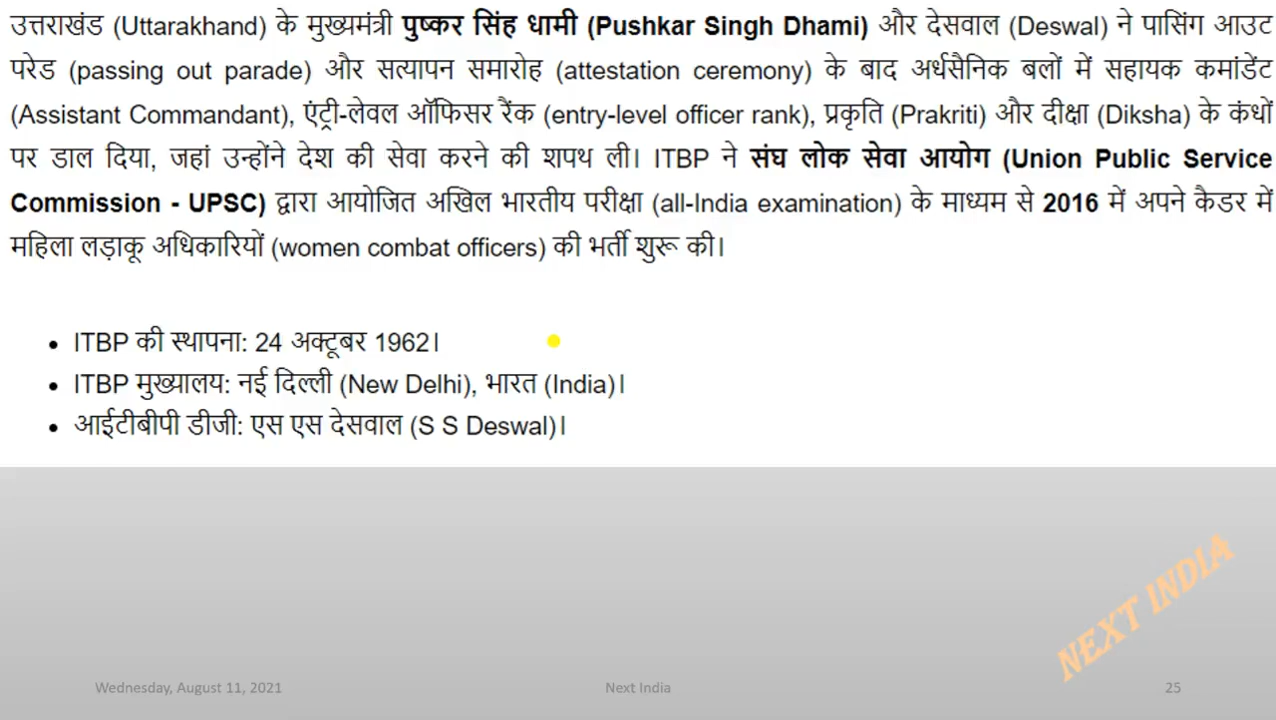 उत्तराखंड (Uttarakhand) के मुख्यमंत्री पुष्कर सिंह धामी (Pushkar Singh Dhami) और देसवाल (Deswal) ने पासिंग आउट
परेड (passing out parade) और सत्यापन समारोह (attestation ceremony) के बाद अर्धसैनिक बलों में सहायक कमांडेंट
(Assistant Commandant), एंट्री-लेवल ऑफिसर रैंक (entry-level officer rank), प्रकृति (Prakriti) और दीक्षा (Diksha) के कंधों
पर डाल दिया, जहां उन्होंने देश की सेवा करने की शपथ ली। ITBP ने संघ लोक सेवा आयोग (Union Public Service
Commission - UPSC) द्वारा आयोजित अखिल भारतीय परीक्षा (all-India examination) के माध्यम से 2016 में अपने कैडर में
महिला लड़ाकू अधिकारियों (women combat officers) की भर्ती शुरू की।
• ITBP की स्थापना: 24 अक्टूबर 1962।
• ITBP मुख्यालय: नई दिल्ली (New Delhi), भारत (India)।
• आईटीबीपी डीजी: एस एस देसवाल (S S Deswal)।
NEXT INDIA
Wednesday, August 11, 2021 Next India 25